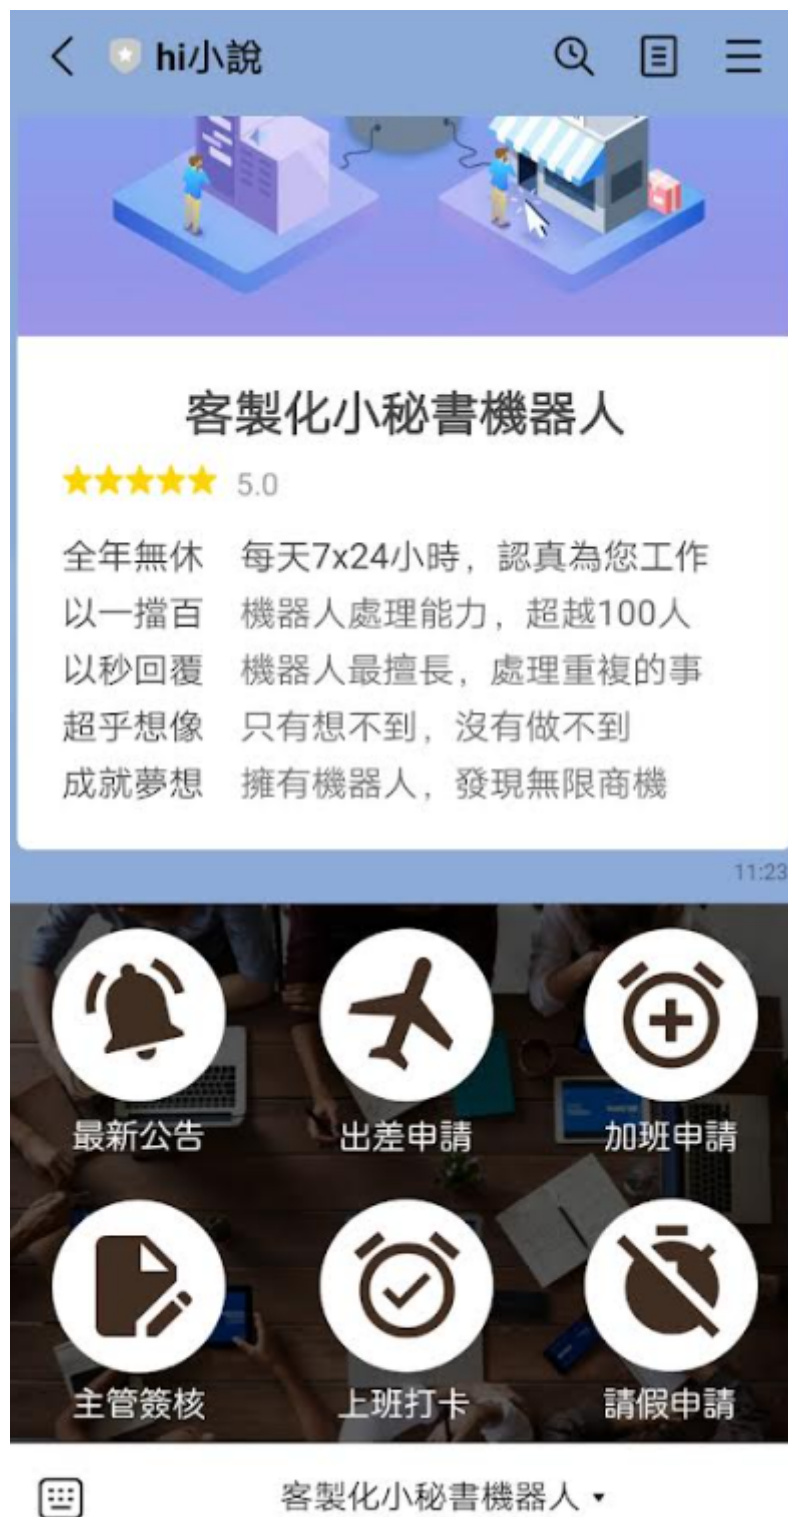 hi小說
客製化小秘書機器人
5.0
全年無休 每天7x24小時，認真為您工作
以一擋百 機器人處理能力，超越100人
以秒回覆 機器人最擅長，處理重複的事
超乎想像 只有想不到，沒有做不到
成就夢想 擁有機器人，發現無限商機
11:23
最新公告 出差申請 加班申請
主管簽核 上班打卡 請假申請
客製化小秘書機器人